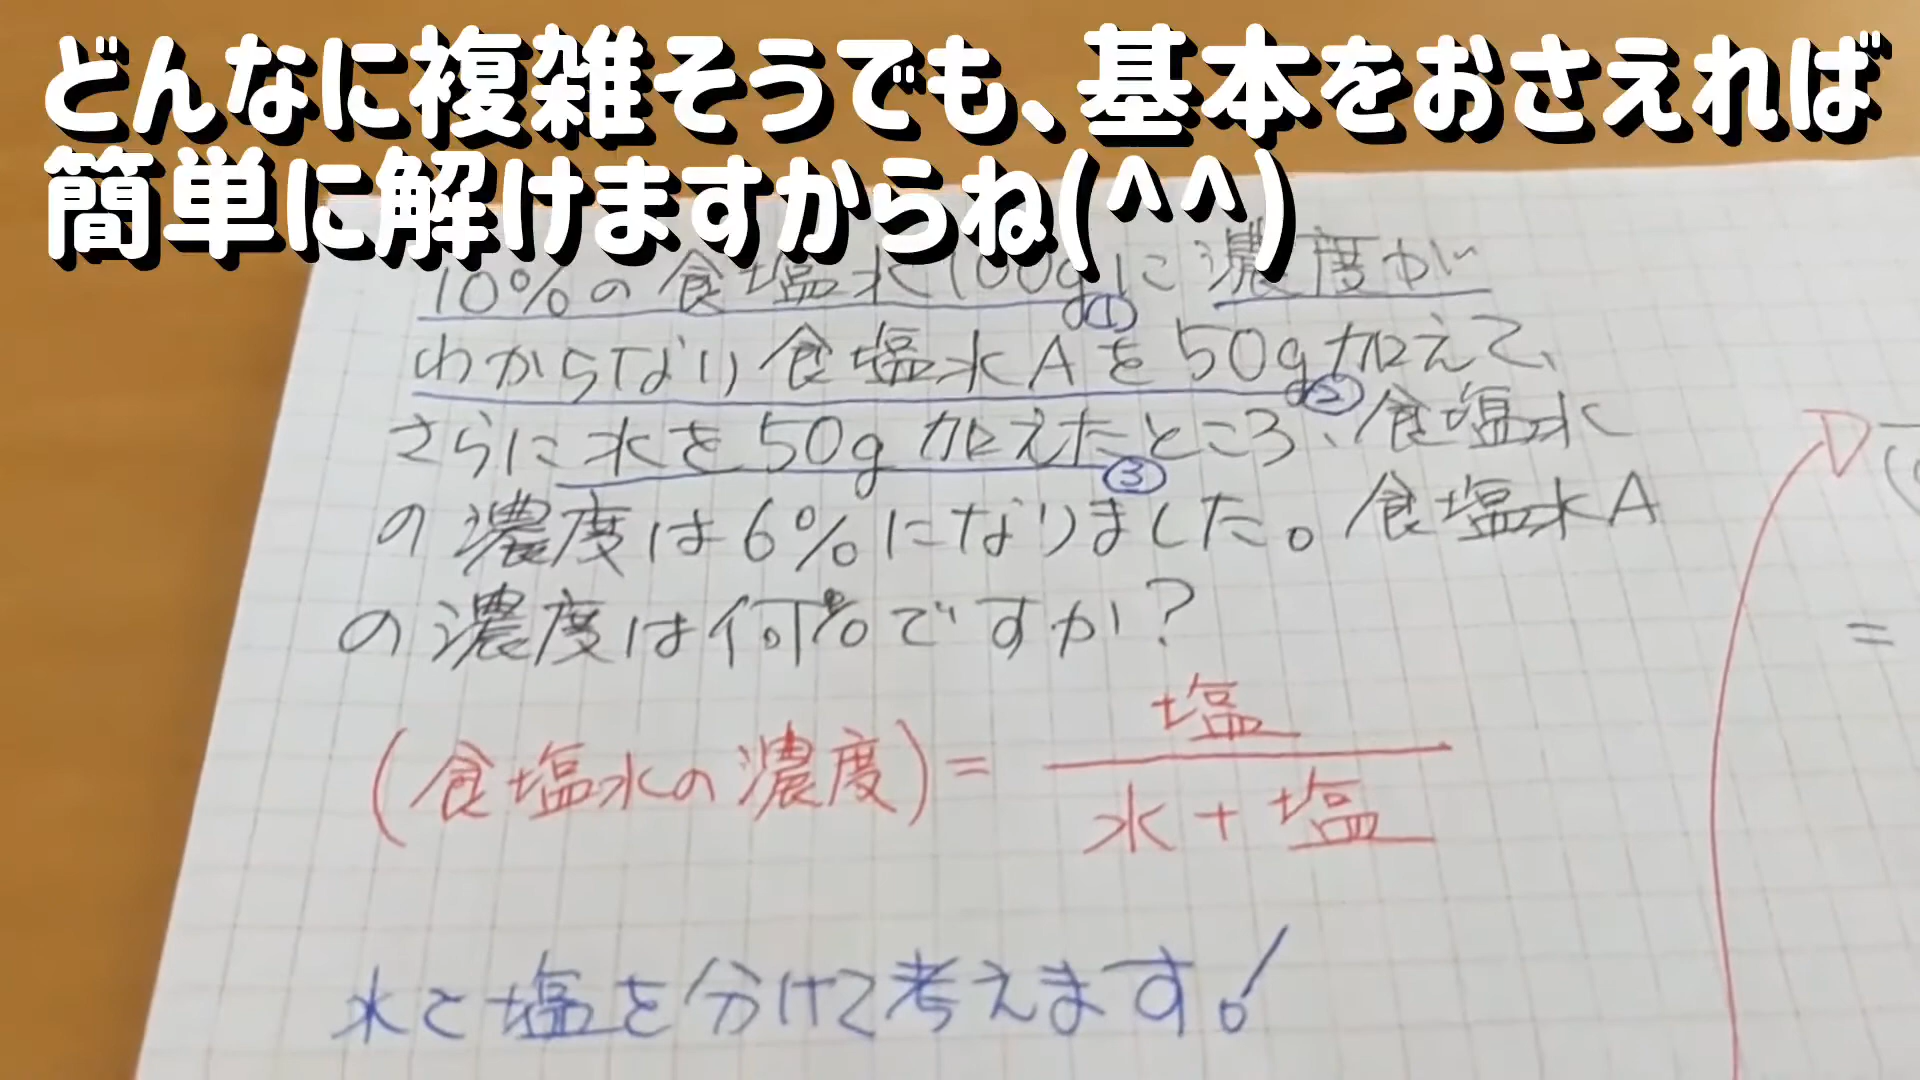 どんなに複雑そうでも、基本をおさえれば
簡単に解けますからね(^^)
10%の食塩水100gに濃度が
①
わからない食塩水Aを50g加えて、
②
さらに水を50g加えたところ、食塩水
③
の濃度は6%になりました。食塩水A
の濃度は何%ですか?
(食塩水の濃度)=塩
水+塩
=
水と塩を分けて考えます!